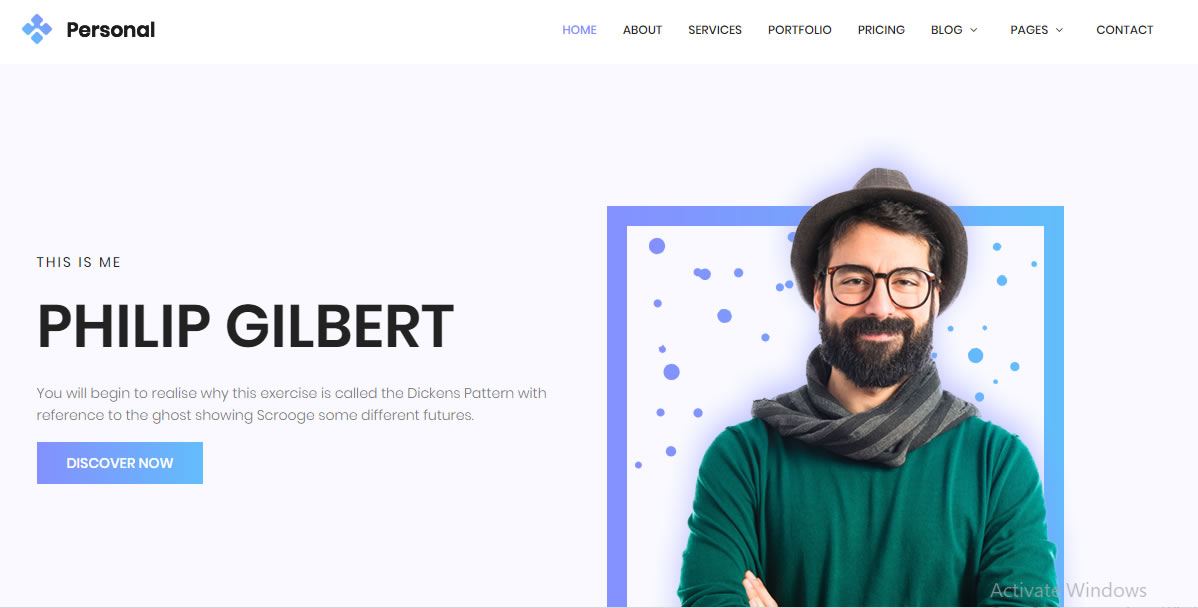 Personal
HOME ABOUT SERVICES PORTFOLIO PRICING BLOG PAGES CONTACT
THIS IS ME
PHILIP GILBERT
You will begin to realise why this exercise is called the Dickens Pattern with
reference to the ghost showing Scrooge some different futures.
DISCOVER NOW
Activate Windows